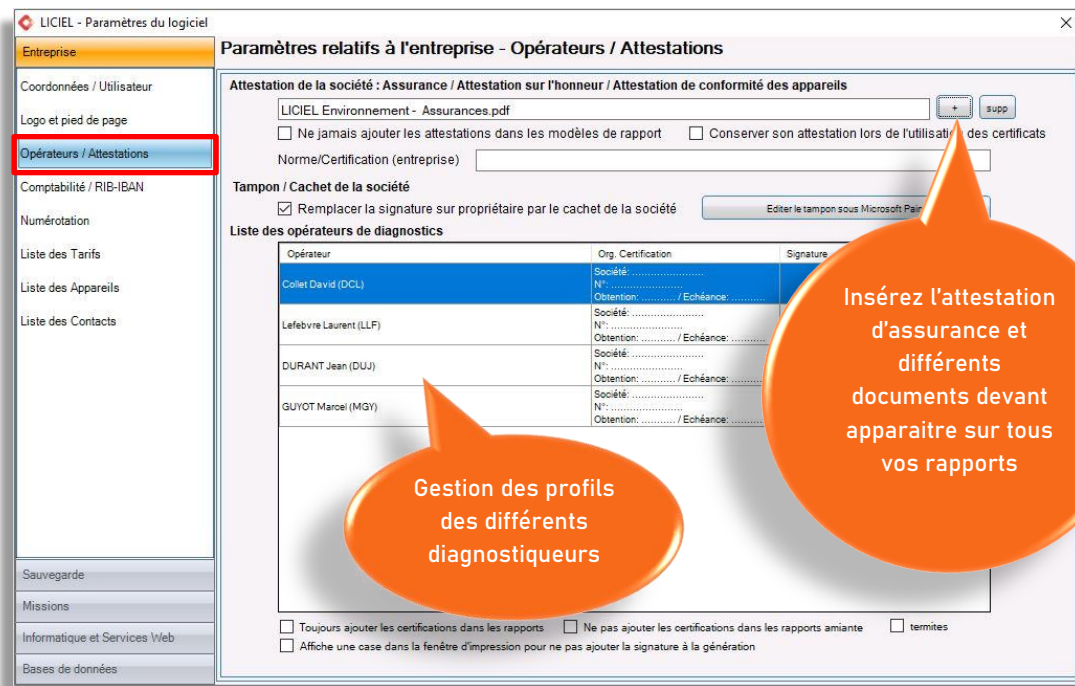 LICIEL - Paramètres du logiciel
Entreprise
Coordonnées / Utilisateur
Logo et pied de page
Opérateurs / Attestations
Comptabilité / RIB-IBAN
Numérotation
Liste des Tarifs
Liste des Appareils
Liste des Contacts
Sauvegarde
Missions
Informatique et Services Web
Bases de données
Paramètres relatifs à l'entreprise - Opérateurs / Attestations
Attestation de la société : Assurance / Attestation sur l'honneur / Attestation de conformité des appareils
LICIEL Environnement - Assurances.pdf
+ supp
Ne jamais ajouter les attestations dans les modèles de rapport Conserver son attestation lors de l'utilisation des certificats
Norme/Certification (entreprise)
Tampon / Cachet de la société
Remplacer la signature sur propriétaire par le cachet de la société Editer le tampon sous Microsoft Pain
Liste des opérateurs de diagnostics
Opérateur Org. Certification Signature
Collet David (DCL)
Société: ........................
N°: ........................
Obtention: ........... / Echéance: ...........
Lefebvre Laurent (LLF)
Société: ........................
N°: ........................
Obtention: ........... / Echéance: ...........
DURANT Jean (DUJ)
Société: ........................
N°: ........................
Obtention: ........... / Echéance: ...........
GUYOT Marcel (MGY)
Société: ........................
N°: ........................
Obtention: ........... / Echéance: ...........
Insérez l'attestation
d'assurance et
différents
documents devant
apparaitre sur tous
vos rapports
Gestion des profils
des différents
diagnostiqueurs
Toujours ajouter les certifications dans les rapports Ne pas ajouter les certifications dans les rapports amiante termites
Affiche une case dans la fenêtre d'impression pour ne pas ajouter la signature à la génération